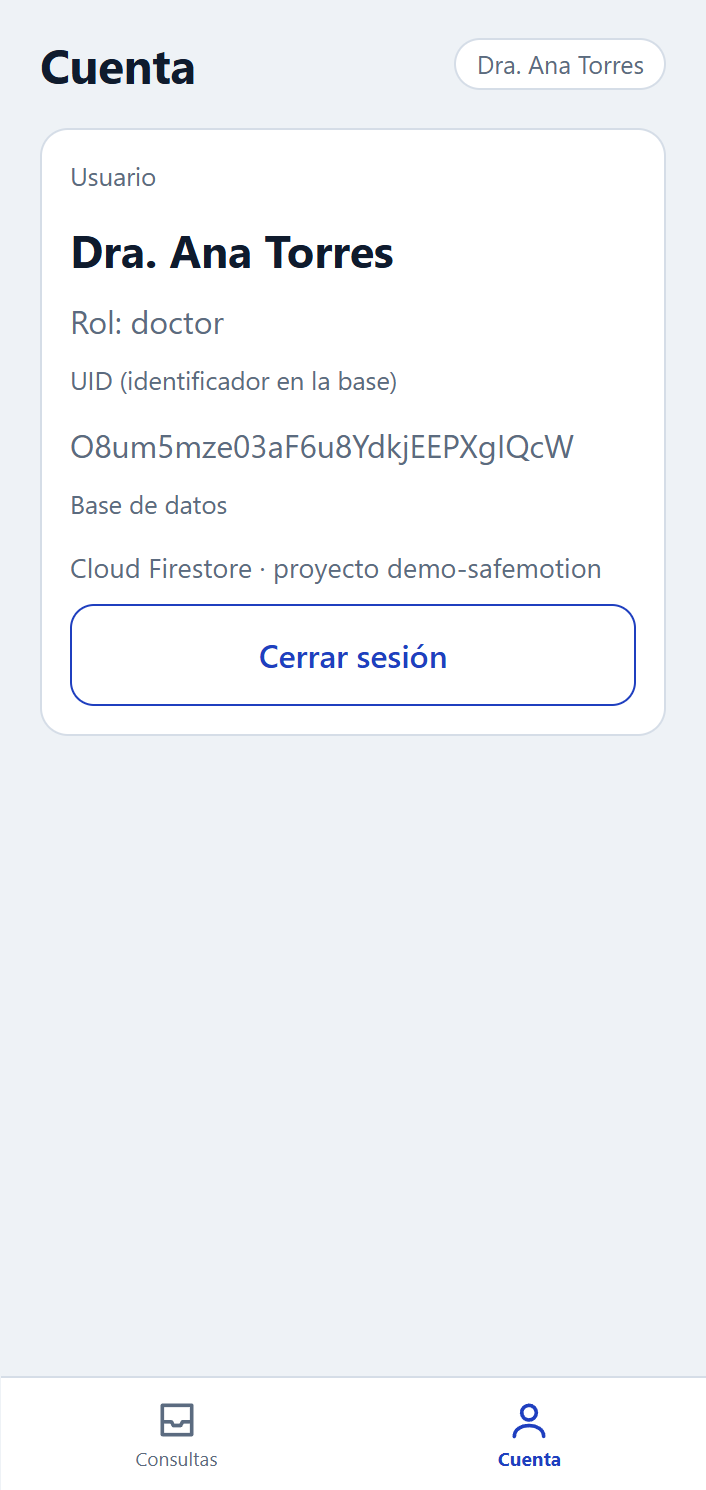 Cuenta
Dra. Ana Torres
Usuario
Dra. Ana Torres
Rol: doctor
UID (identificador en la base)
O8um5mze03aF6u8YdkjEEPXgIQcW
Base de datos
Cloud Firestore · proyecto demo-safemotion
Cerrar sesión
Consultas
Cuenta